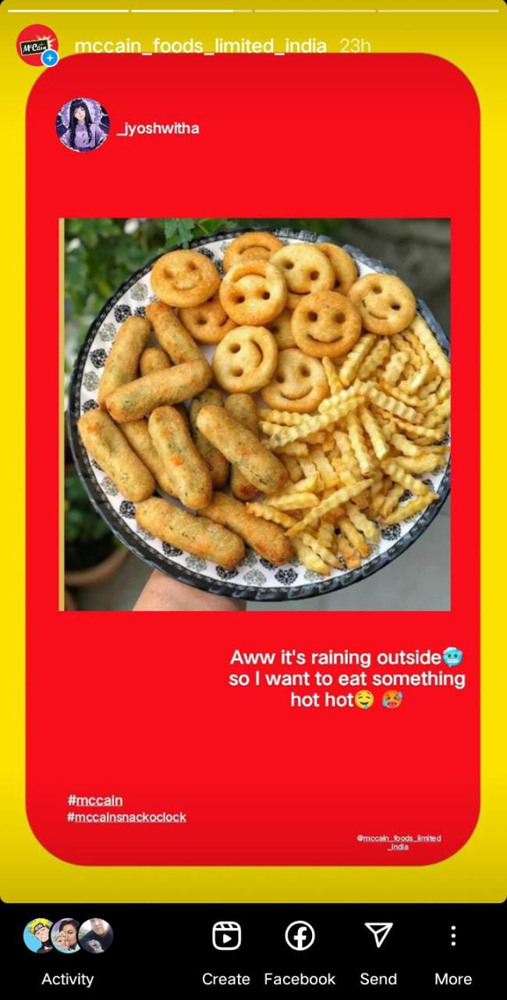 McCain
mccain_foods_limited_india 23h
_jyoshwitha
Aww it's raining outside🥶
so I want to eat something
hot hot🤤 🥵
#mccain
#mccainsnackoclock
@mccain_foods_limited
_india
Activity
Create
Facebook
Send
More